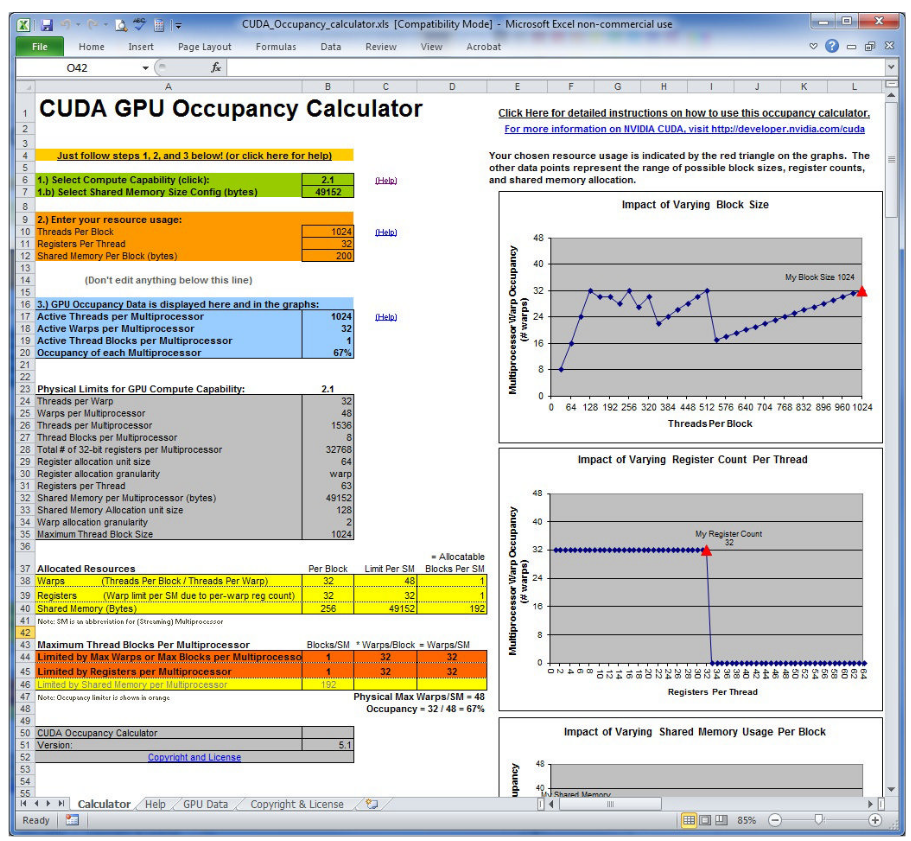 CUDA_Occupancy_calculator.xls [Compatibility Mode] - Microsoft Excel non-commercial use
File Home Insert Page Layout Formulas Data Review View Acrobat
O42 fx
A B C D E F G H I J K L
1 CUDA GPU Occupancy Calculator
Click Here for detailed instructions on how to use this occupancy calculator.
2 For more information on NVIDIA CUDA, visit http://developer.nvidia.com/cuda
3
4 Just follow steps 1, 2, and 3 below! (or click here for help)
Your chosen resource usage is indicated by the red triangle on the graphs. The
other data points represent the range of possible block sizes, register counts,
and shared memory allocation.
5
6 1.) Select Compute Capability (click): 2.1 (Help)
7 1.b) Select Shared Memory Size Config (bytes) 49152
8
9 2.) Enter your resource usage:
10 Threads Per Block 1024 (Help)
11 Registers Per Thread 32
12 Shared Memory Per Block (bytes) 200
13
14 (Don't edit anything below this line)
15
16 3.) GPU Occupancy Data is displayed here and in the graphs:
17 Active Threads per Multiprocessor 1024 (Help)
18 Active Warps per Multiprocessor 32
19 Active Thread Blocks per Multiprocessor 1
20 Occupancy of each Multiprocessor 67%
21
22
23 Physical Limits for GPU Compute Capability: 2.1
24 Threads per Warp 32
25 Warps per Multiprocessor 48
26 Threads per Multiprocessor 1536
27 Thread Blocks per Multiprocessor 8
28 Total # of 32-bit registers per Multiprocessor 32768
29 Register allocation unit size 64
30 Register allocation granularity warp
31 Registers per Thread 63
32 Shared Memory per Multiprocessor (bytes) 49152
33 Shared Memory Allocation unit size 128
34 Warp allocation granularity 2
35 Maximum Thread Block Size 1024
36
= Allocatable
37 Allocated Resources Per Block Limit Per SM Blocks Per SM
38 Warps (Threads Per Block / Threads Per Warp) 32 48 1
39 Registers (Warp limit per SM due to per-warp reg count) 32 32 1
40 Shared Memory (Bytes) 256 49152 192
41 Note: SM is an abbreviation for (Streaming) Multiprocessor
42
43 Maximum Thread Blocks Per Multiprocessor Blocks/SM * Warps/Block = Warps/SM
44 Limited by Max Warps or Max Blocks per Multiprocesso 1 32 32
45 Limited by Registers per Multiprocessor 1 32 32
46 Limited by Shared Memory per Multiprocessor 192
47 Note: Occupancy limiter is shown in orange Physical Max Warps/SM = 48
48 Occupancy = 32 / 48 = 67%
49
50 CUDA Occupancy Calculator
51 Version: 5.1
52 Copyright and License
53
54
55
Impact of Varying Block Size
Multiprocessor Warp Occupancy
(# warps)
48
40
32
24
16
8
0
My Block Size 1024
0 64 128 192 256 320 384 448 512 576 640 704 768 832 896 960 1024
Threads Per Block
Impact of Varying Register Count Per Thread
Multiprocessor Warp Occupancy
(# warps)
48
40
32
24
16
8
0
My Register Count
32
0 2 4 6 8 10 12 14 16 18 20 22 24 26 28 30 32 34 36 38 40 42 44 46 48 50 52 54 56 58 60 62 64
Registers Per Thread
Impact of Varying Shared Memory Usage Per Block
48
40
upancy
My Shared Memory
Calculator Help GPU Data Copyright & License
Ready 85%